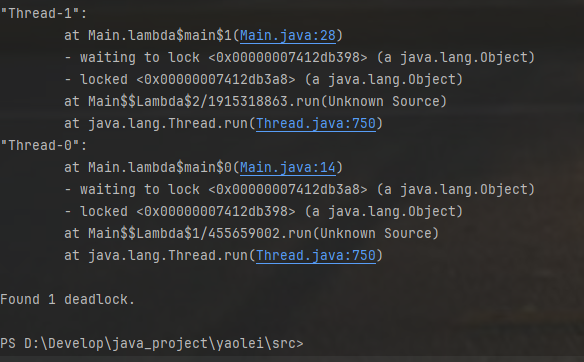 "Thread-1":
at Main.lambda$main$1(Main.java:28)
- waiting to lock <0x00000007412db398> (a java.lang.Object)
- locked <0x00000007412db3a8> (a java.lang.Object)
at Main$$Lambda$2/1915318863.run(Unknown Source)
at java.lang.Thread.run(Thread.java:750)
"Thread-0":
at Main.lambda$main$0(Main.java:14)
- waiting to lock <0x00000007412db3a8> (a java.lang.Object)
- locked <0x00000007412db398> (a java.lang.Object)
at Main$$Lambda$1/455659002.run(Unknown Source)
at java.lang.Thread.run(Thread.java:750)
Found 1 deadlock.
PS D:\Develop\java_project\yaolei\src>